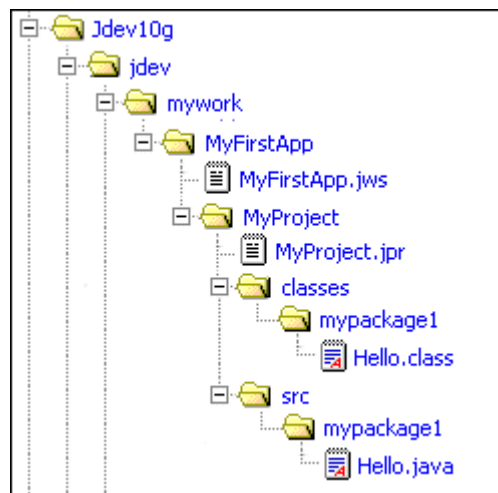 Jdev10g
jdev
mywork
MyFirstApp
MyFirstApp.jws
MyProject
MyProject.jpr
classes
mypackage1
Hello.class
src
mypackage1
Hello.java